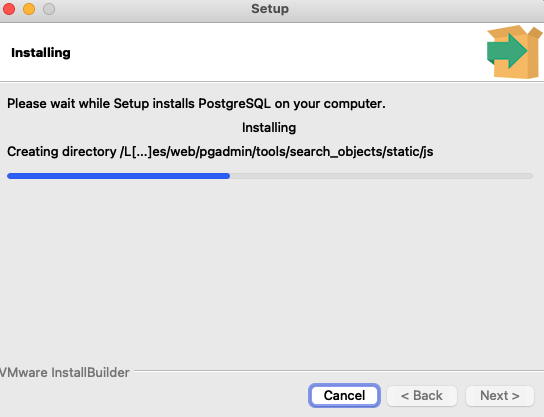 Setup
Installing
Please wait while Setup installs PostgreSQL on your computer.
Installing
Creating directory /L[...]es/web/pgadmin/tools/search_objects/static/js
VMware InstallBuilder
Cancel
< Back
Next >